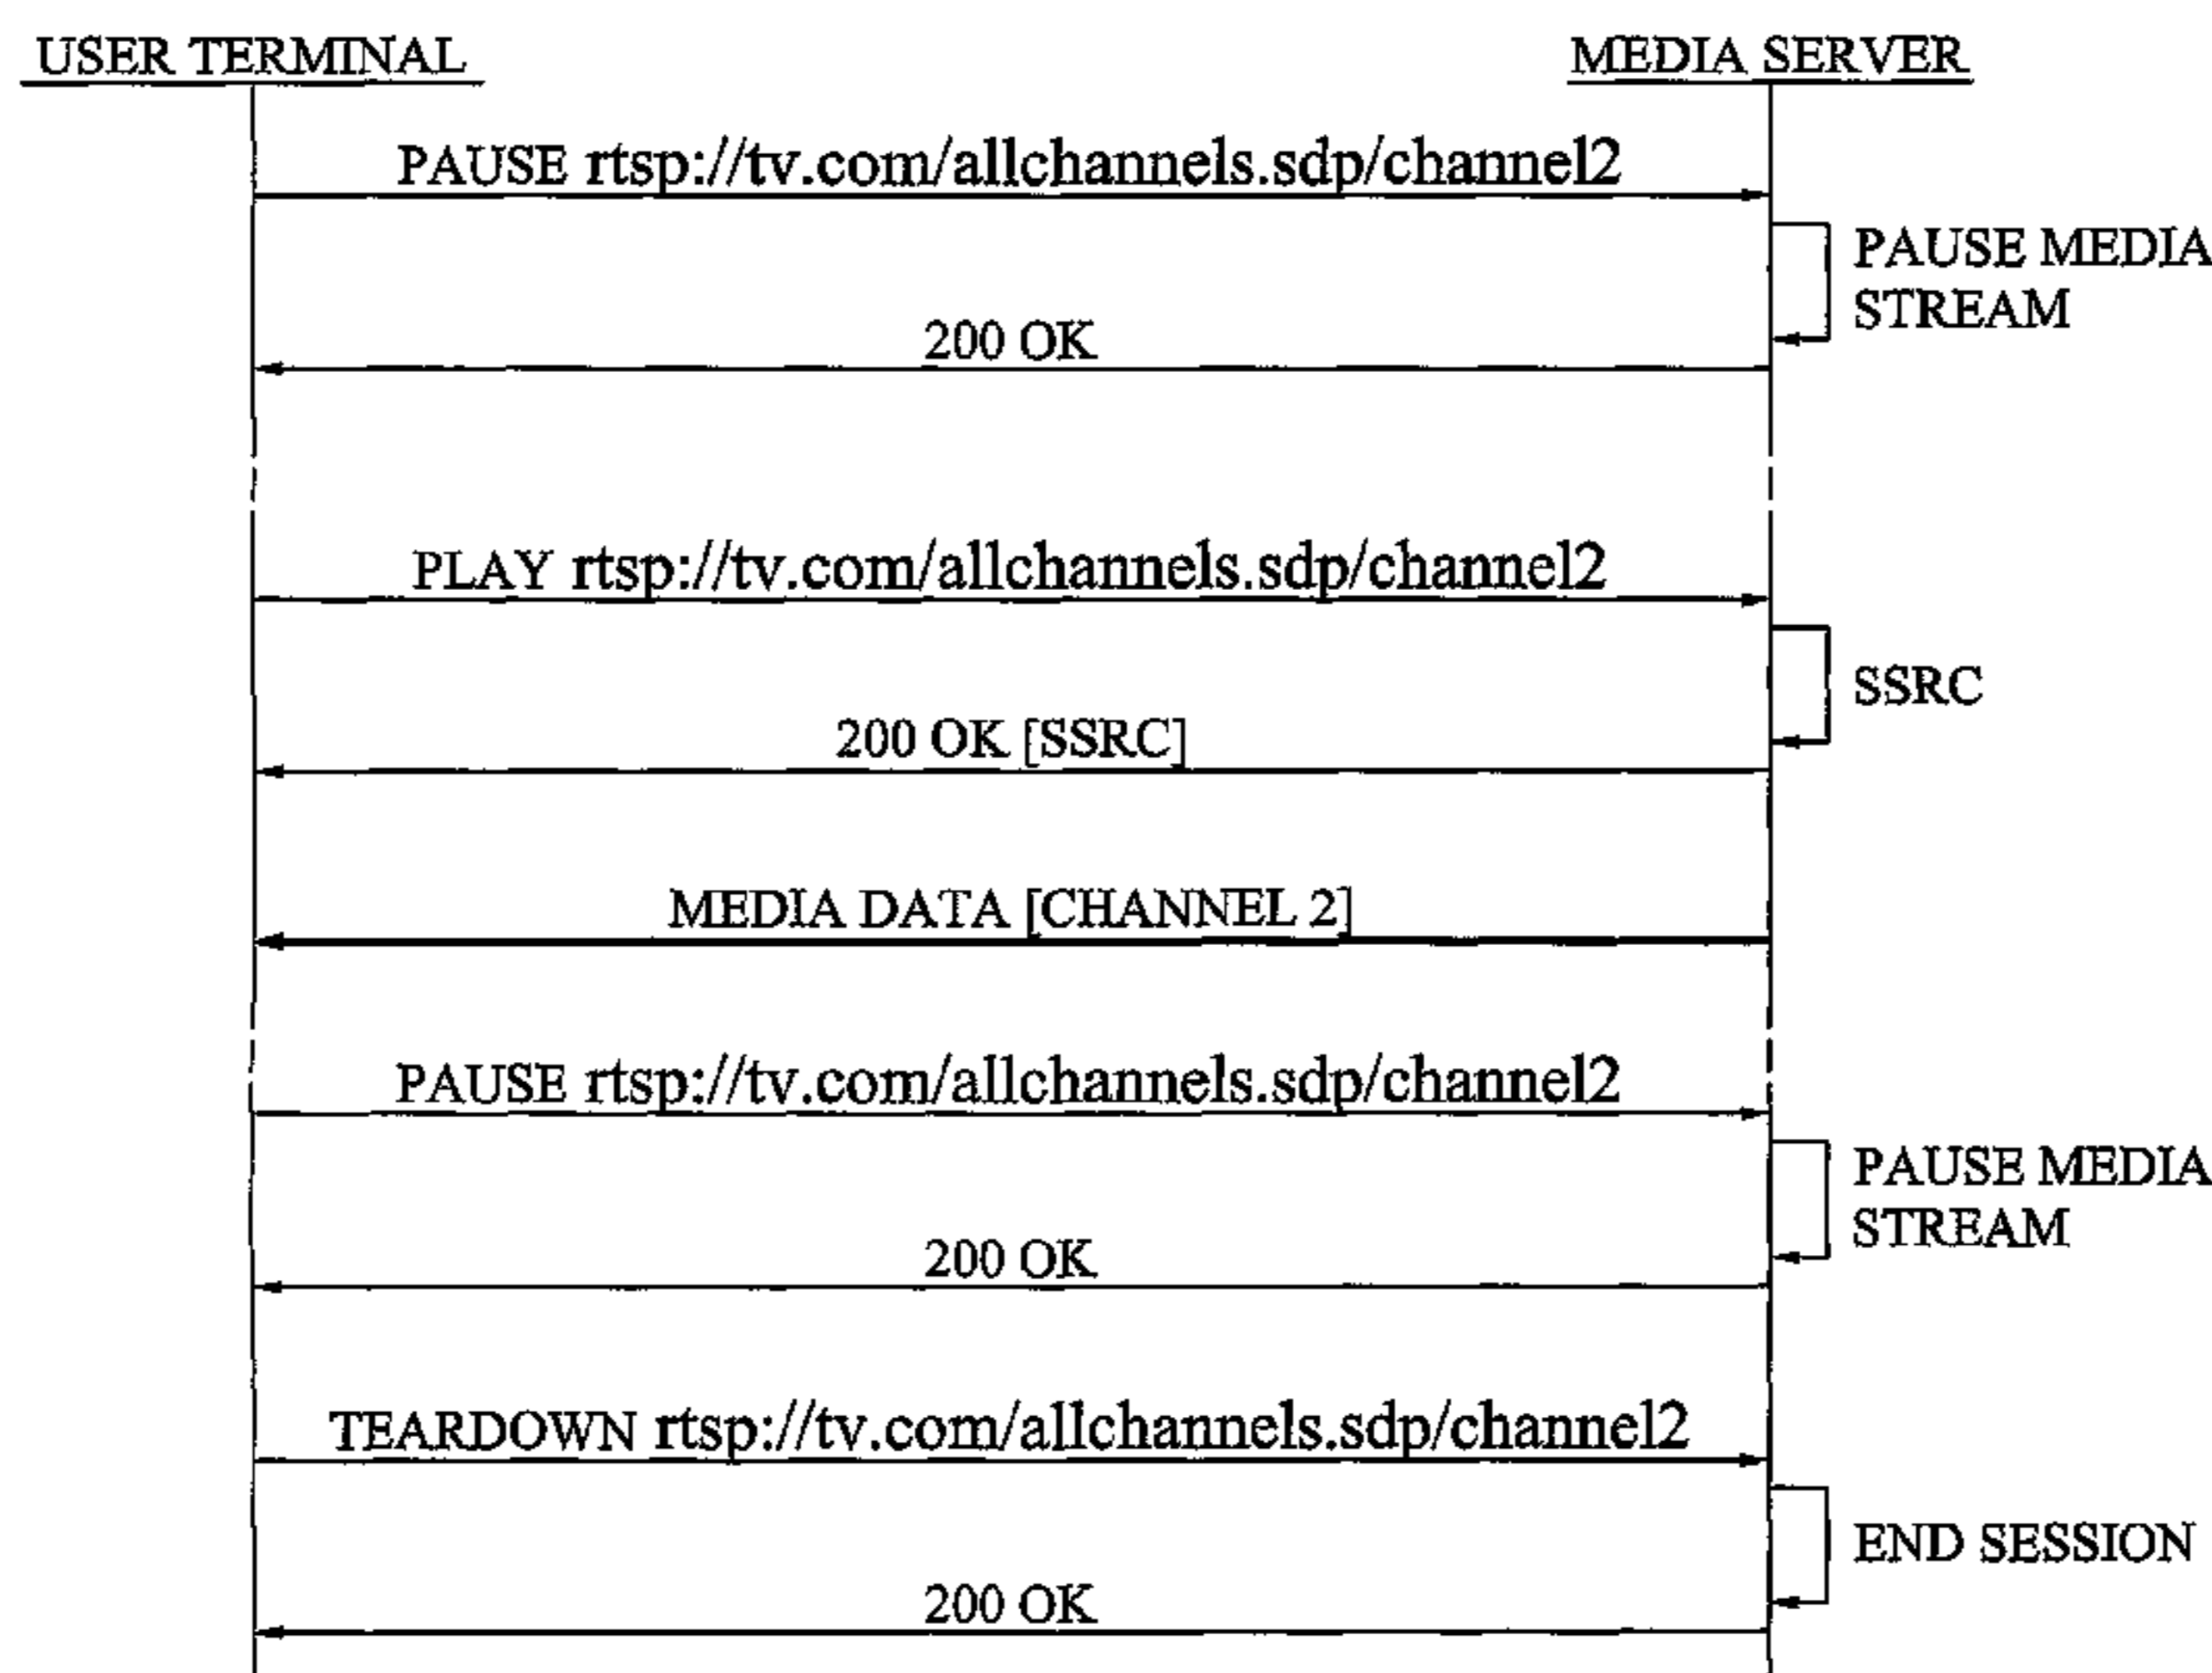 USER TERMINAL
MEDIA SERVER
PAUSE rtsp://tv.com/allchannels.sdp/channel2
PAUSE MEDIA
STREAM
200 OK
PLAY rtsp://tv.com/allchannels.sdp/channel2
SSRC
200 OK [SSRC]
MEDIA DATA [CHANNEL 2]
PAUSE rtsp://tv.com/allchannels.sdp/channel2
PAUSE MEDIA
STREAM
200 OK
TEARDOWN rtsp://tv.com/allchannels.sdp/channel2
END SESSION
200 OK